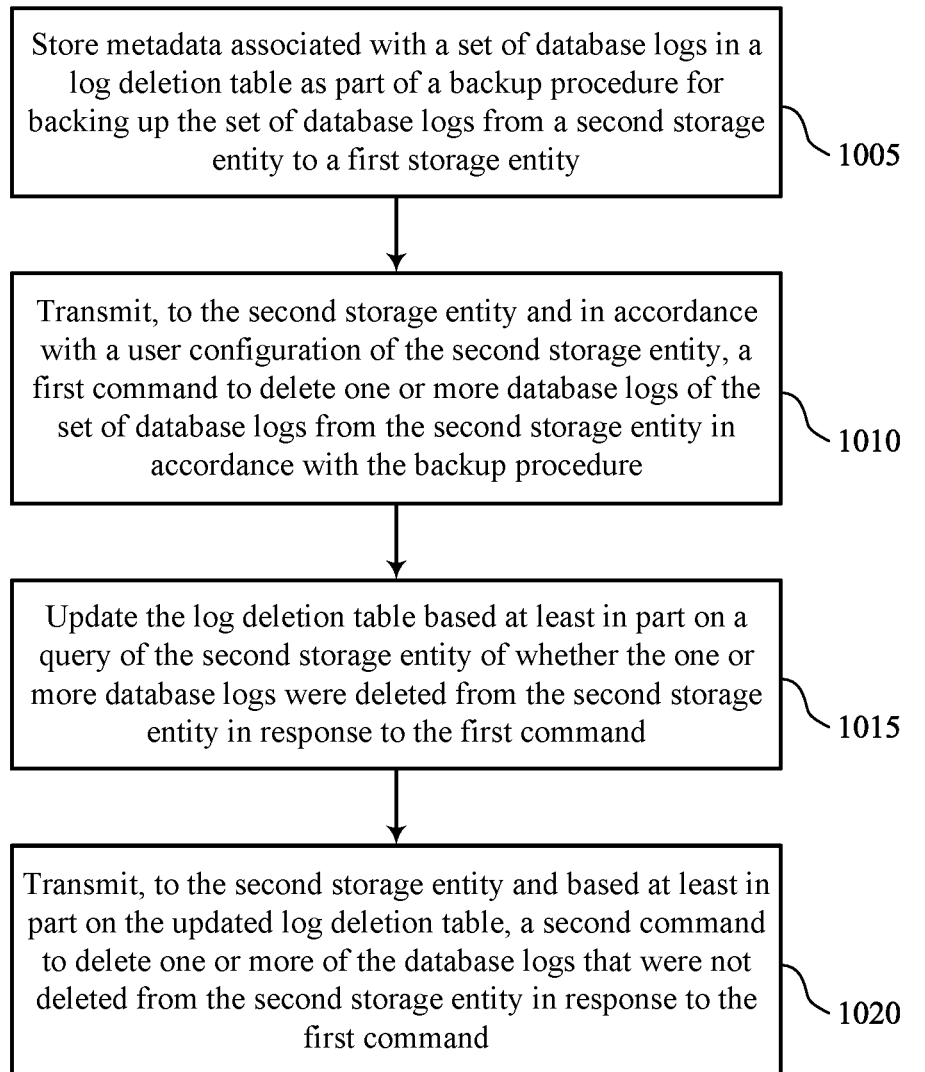 Store metadata associated with a set of database logs in a
log deletion table as part of a backup procedure for
backing up the set of database logs from a second storage
entity to a first storage entity
1005
Transmit, to the second storage entity and in accordance
with a user configuration of the second storage entity, a
first command to delete one or more database logs of the
set of database logs from the second storage entity in
accordance with the backup procedure
1010
Update the log deletion table based at least in part on a
query of the second storage entity of whether the one or
more database logs were deleted from the second storage
entity in response to the first command
1015
Transmit, to the second storage entity and based at least in
part on the updated log deletion table, a second command
to delete one or more of the database logs that were not
deleted from the second storage entity in response to the
first command
1020